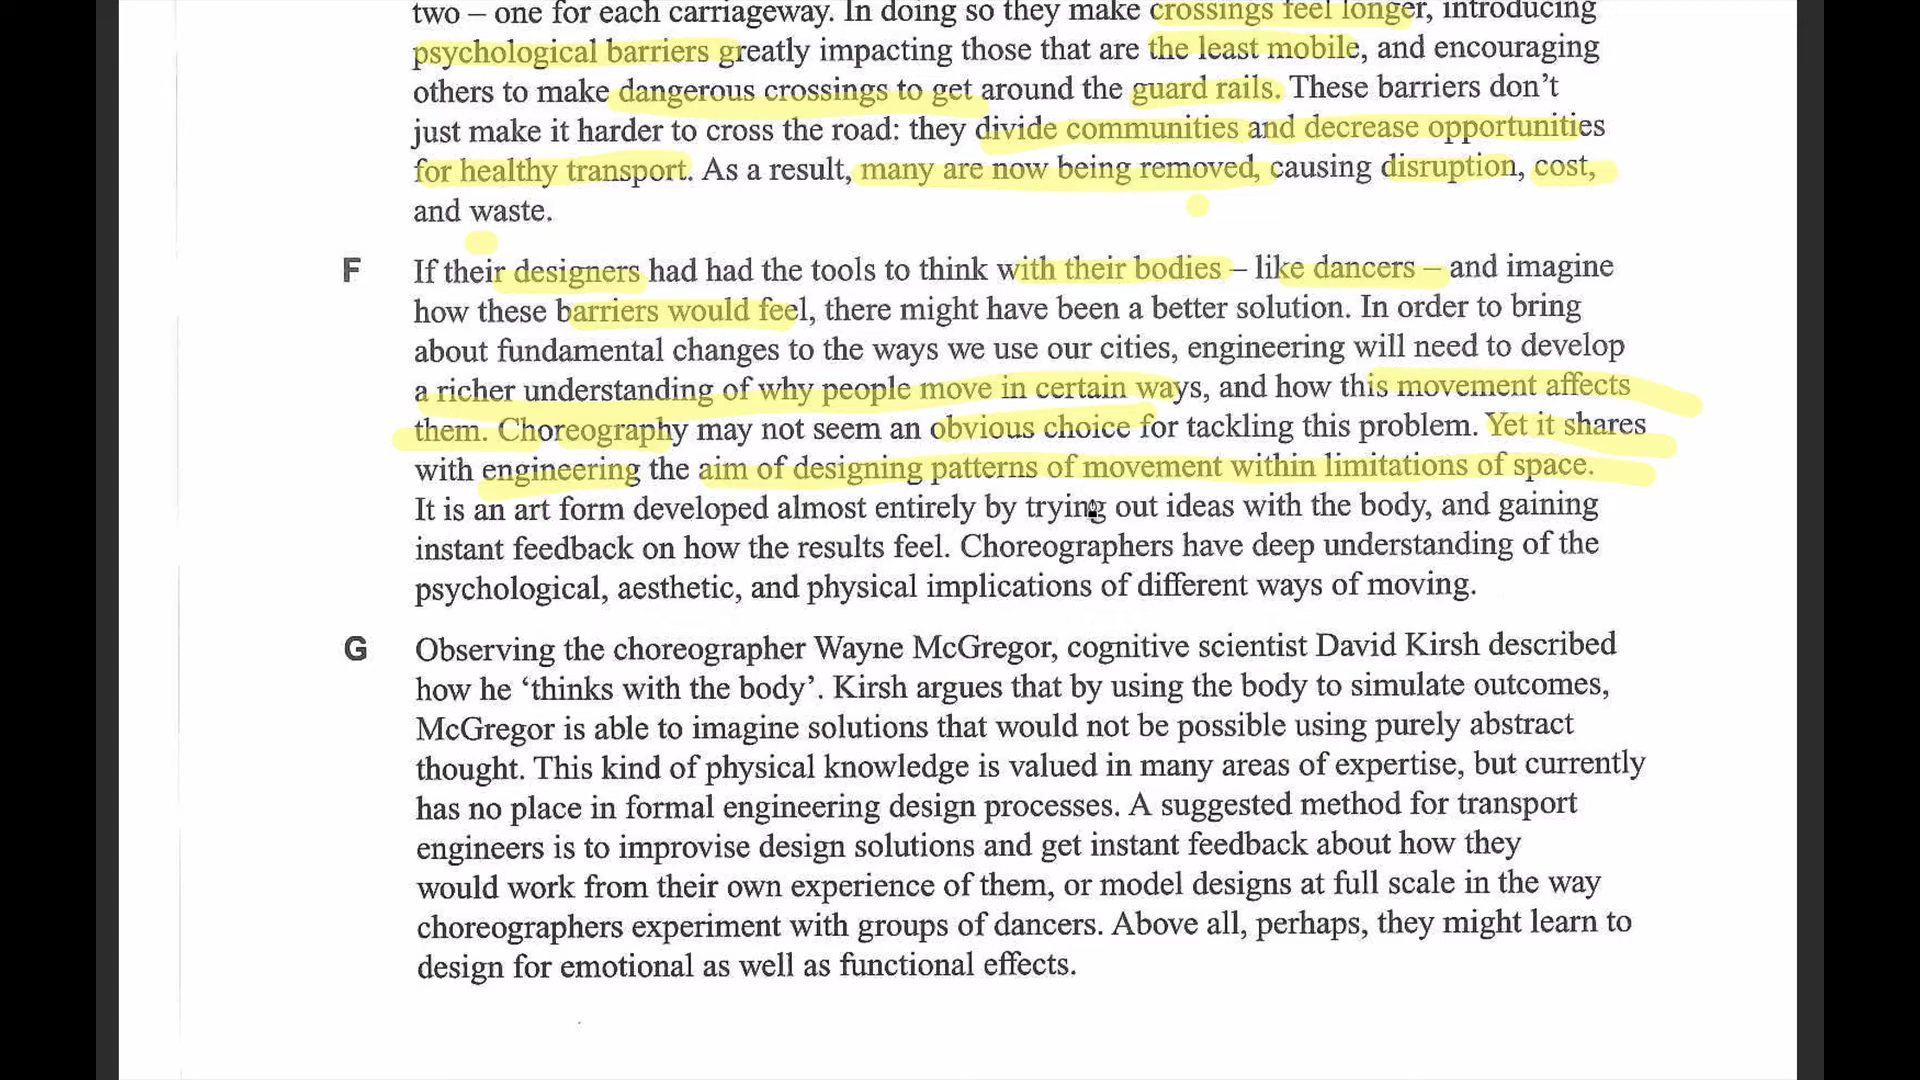 two – one for each carriageway. In doing so they make crossings feel longer, introducing
psychological barriers greatly impacting those that are the least mobile, and encouraging
others to make dangerous crossings to get around the guard rails. These barriers don’t
just make it harder to cross the road: they divide communities and decrease opportunities
for healthy transport. As a result, many are now being removed, causing disruption, cost,
and waste.
F If their designers had had the tools to think with their bodies – like dancers – and imagine
how these barriers would feel, there might have been a better solution. In order to bring
about fundamental changes to the ways we use our cities, engineering will need to develop
a richer understanding of why people move in certain ways, and how this movement affects
them. Choreography may not seem an obvious choice for tackling this problem. Yet it shares
with engineering the aim of designing patterns of movement within limitations of space.
It is an art form developed almost entirely by trying out ideas with the body, and gaining
instant feedback on how the results feel. Choreographers have deep understanding of the
psychological, aesthetic, and physical implications of different ways of moving.
G Observing the choreographer Wayne McGregor, cognitive scientist David Kirsh described
how he ‘thinks with the body’. Kirsh argues that by using the body to simulate outcomes,
McGregor is able to imagine solutions that would not be possible using purely abstract
thought. This kind of physical knowledge is valued in many areas of expertise, but currently
has no place in formal engineering design processes. A suggested method for transport
engineers is to improvise design solutions and get instant feedback about how they
would work from their own experience of them, or model designs at full scale in the way
choreographers experiment with groups of dancers. Above all, perhaps, they might learn to
design for emotional as well as functional effects.